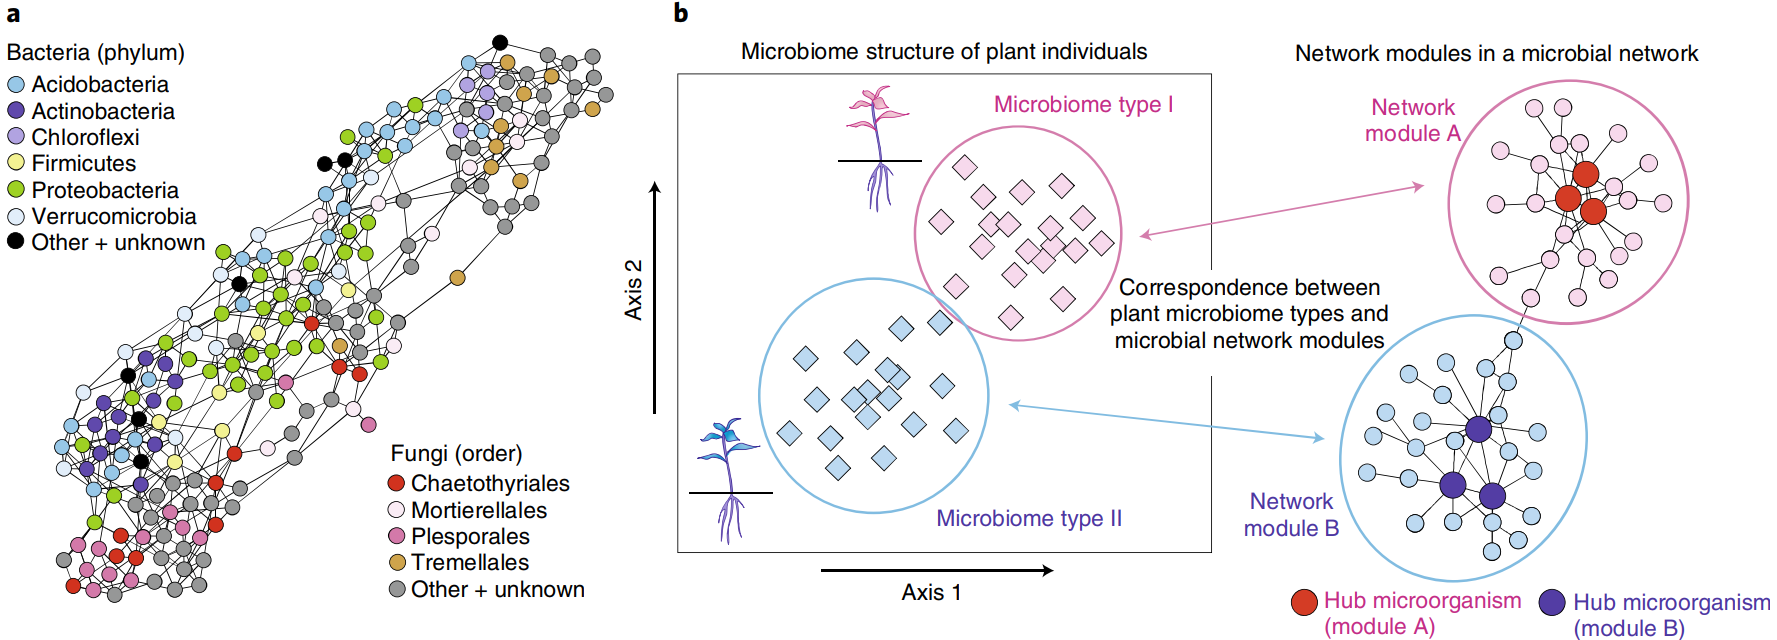 a
Bacteria (phylum)
Acidobacteria
Actinobacteria
Chloroflexi
Firmicutes
Proteobacteria
Verrucomicrobia
Other + unknown
Fungi (order)
Chaetothyriales
Mortierellales
Plesporales
Tremellales
Other + unknown
b
Microbiome structure of plant individuals
Microbiome type I
Microbiome type II
Axis 2
Axis 1
Correspondence between
plant microbiome types and
microbial network modules
Network modules in a microbial network
Network
module A
Network
module B
Hub microorganism
(module A)
Hub microorganism
(module B)